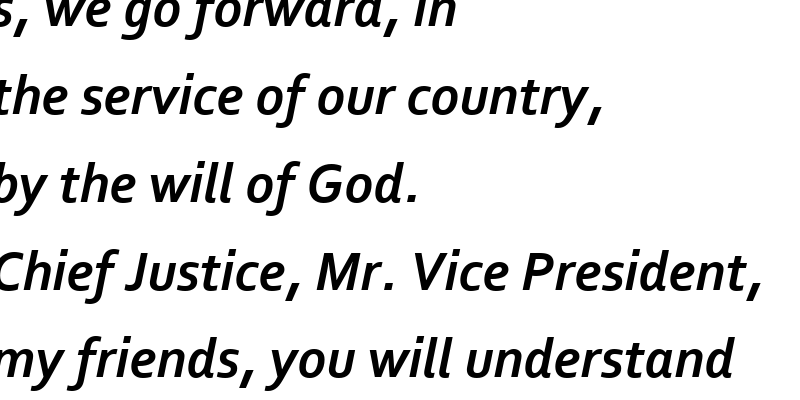 s, we go forward, in
the service of our country,
by the will of God.
Chief Justice, Mr. Vice President,
my friends, you will understand